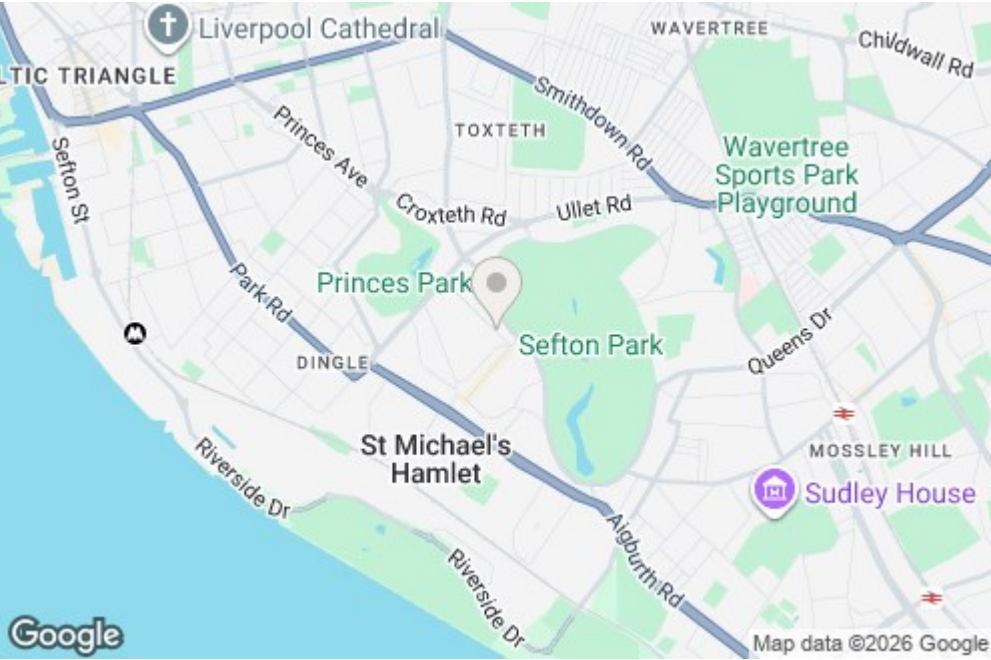 Liverpool Cathedral
WAVERTREE
Childwall Rd
LTIC TRIANGLE
Smithdown Rd
Princes Ave
TOXTETH
Sefton St
Wavertree
Sports Park
Playground
Croxteth Rd
Ullet Rd
Princes Park
Park Rd
Sefton Park
Queens Dr
DINGLE
St Michael's
Hamlet
MOSSLEY HILL
Riverside Dr
Sudley House
Aigburth Rd
Riverside Dr
Google
Map data ©2026 Google